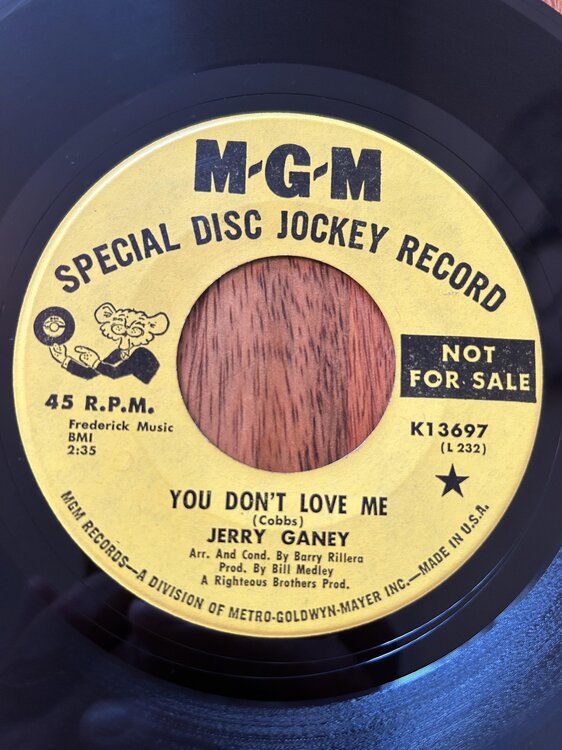 M-G-M
SPECIAL DISC JOCKEY RECORD
NOT
FOR SALE
45 R.P.M.
Frederick Music
BMI
2:35
K13697
(L 232)
YOU DON'T LOVE ME
(Cobbs)
JERRY GANEY
Arr. And Cond. By Barry Rillera
Prod. By Bill Medley
A Righteous Brothers Prod.
MGM RECORDS—A DIVISION OF METRO-GOLDWYN-MAYER INC.—MADE IN U.S.A.